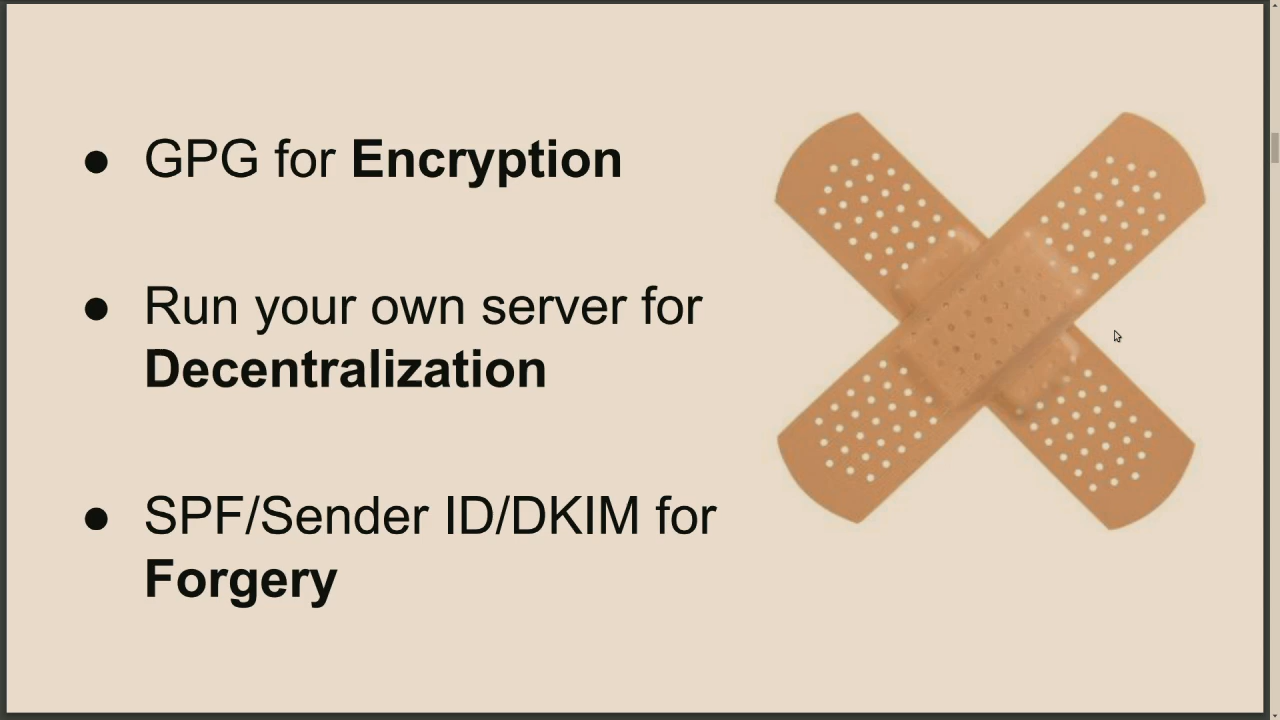 ● GPG for Encryption
● Run your own server for
Decentralization
● SPF/Sender ID/DKIM for
Forgery